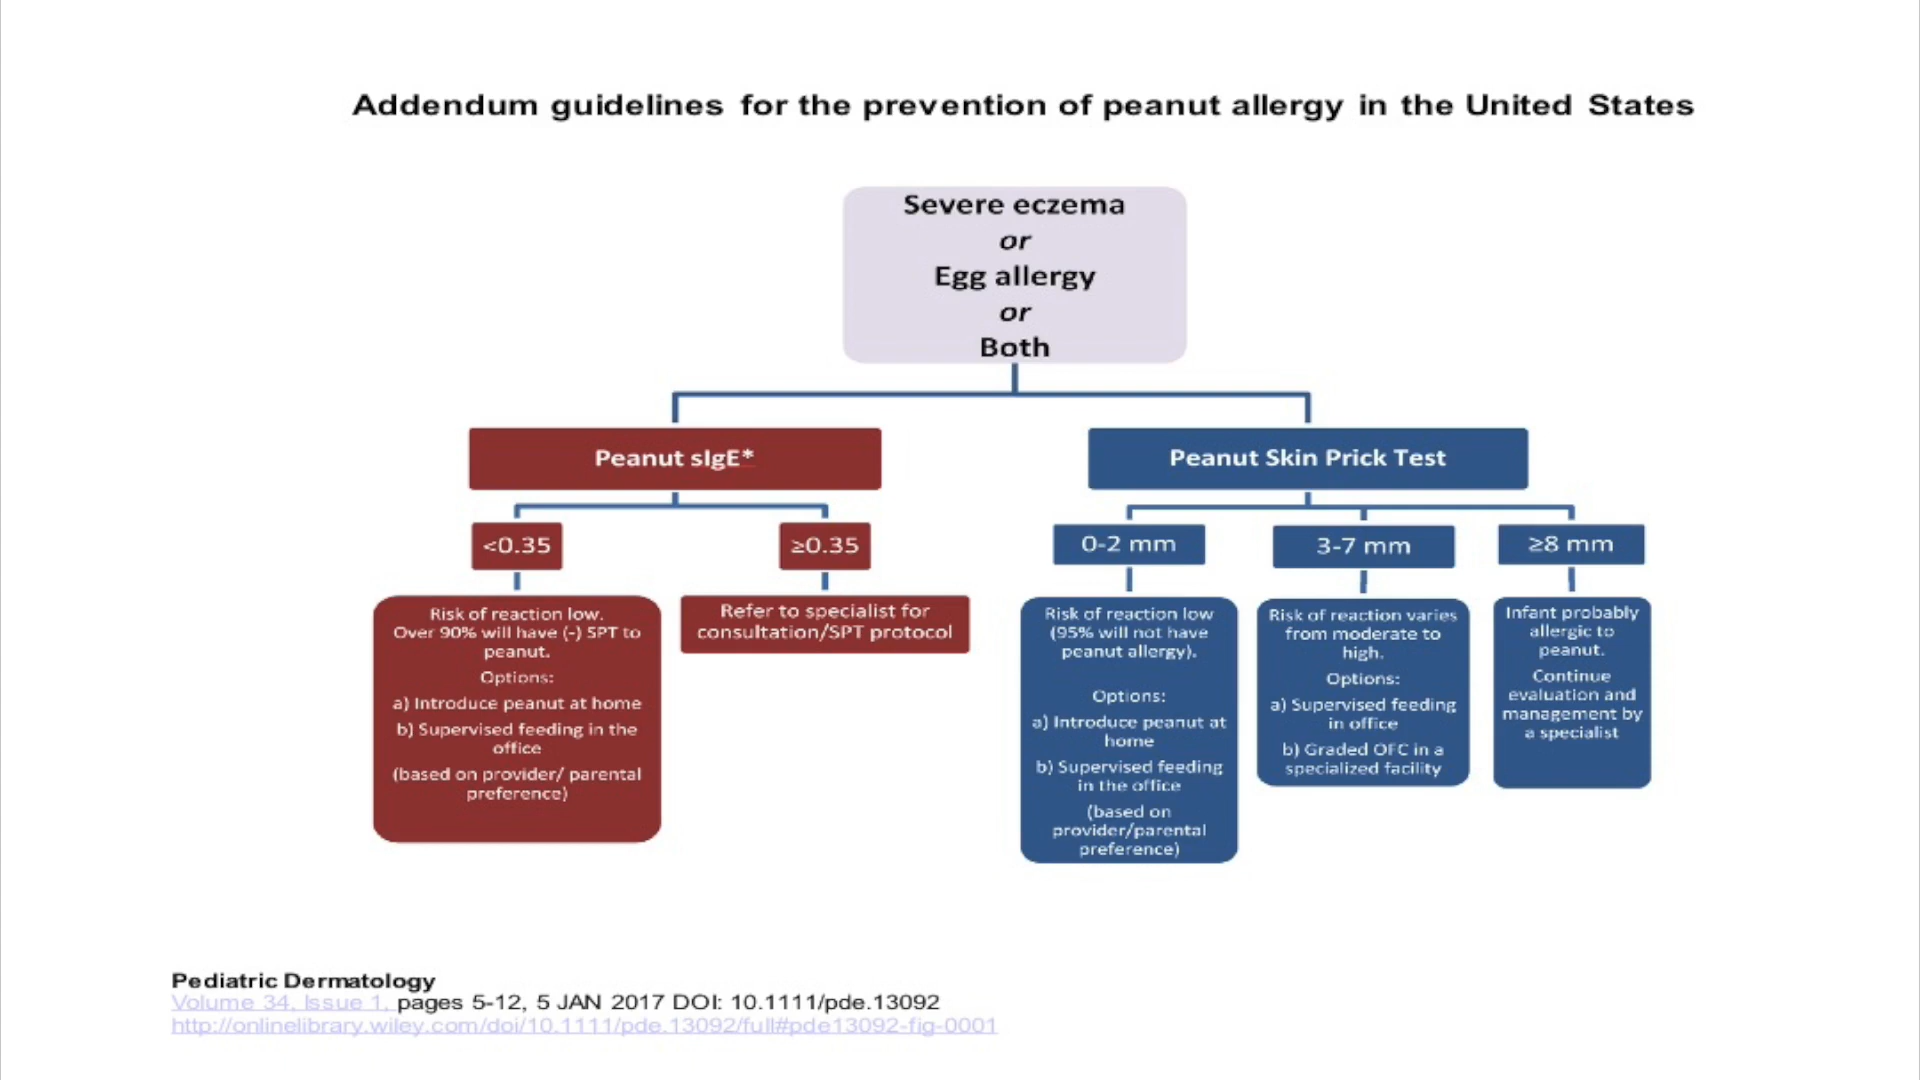 Addendum guidelines for the prevention of peanut allergy in the United States
Severe eczema
or
Egg allergy
or
Both
Peanut sIgE*
Peanut Skin Prick Test
<0.35
≥0.35
0-2 mm
3-7 mm
≥8 mm
Risk of reaction low.
Over 90% will have (-) SPT to
peanut.
Options:
a) Introduce peanut at home
b) Supervised feeding in the
office
(based on provider/ parental
preference)
Refer to specialist for
consultation/SPT protocol
Risk of reaction low
(95% will not have
peanut allergy).
Options:
a) Introduce peanut at
home
b) Supervised feeding
in the office
(based on
provider/parental
preference)
Risk of reaction varies
from moderate to
high.
Options:
a) Supervised feeding
in office
b) Graded OFC in a
specialized facility
Infant probably
allergic to
peanut.
Continue
evaluation and
management by
a specialist
Pediatric Dermatology
Volume 34, Issue 1, pages 5-12, 5 JAN 2017 DOI: 10.1111/pde.13092
http://onlinelibrary.wiley.com/doi/10.1111/pde.13092/full#pde13092-fig-0001